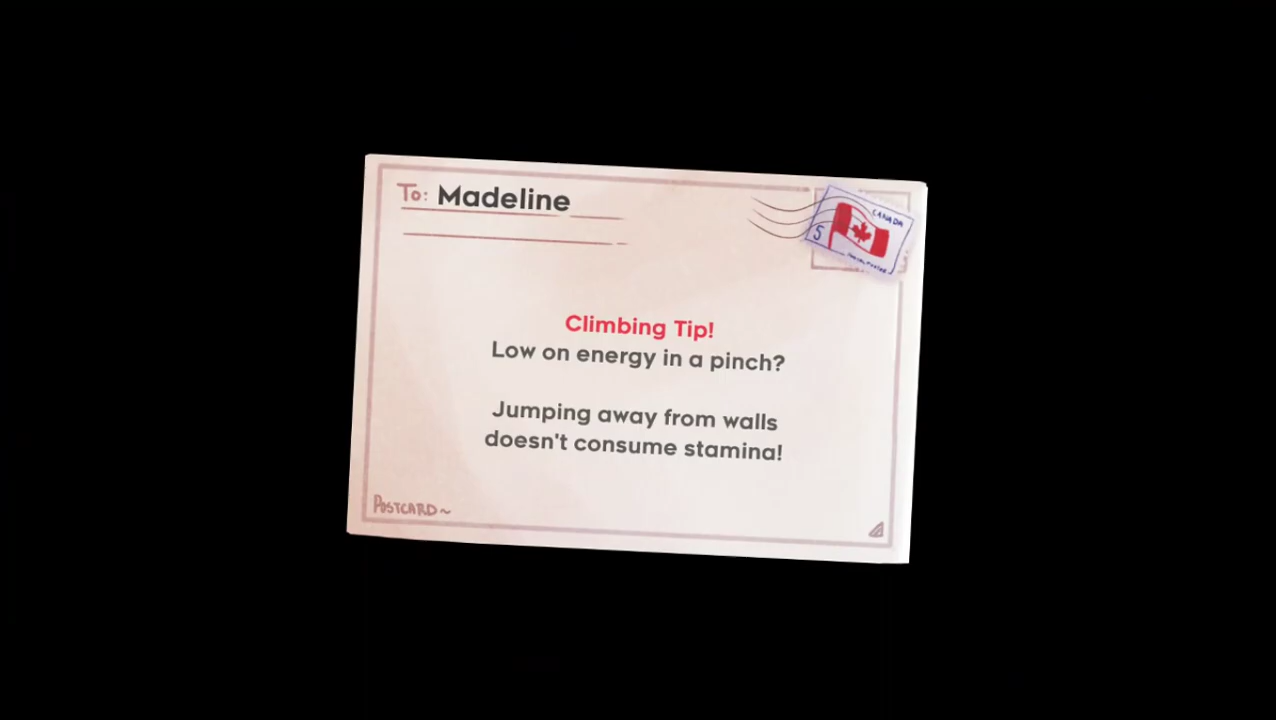 To: Madeline
CANADA
5
Climbing Tip!
Low on energy in a pinch?
Jumping away from walls
doesn't consume stamina!
POSTCARD~